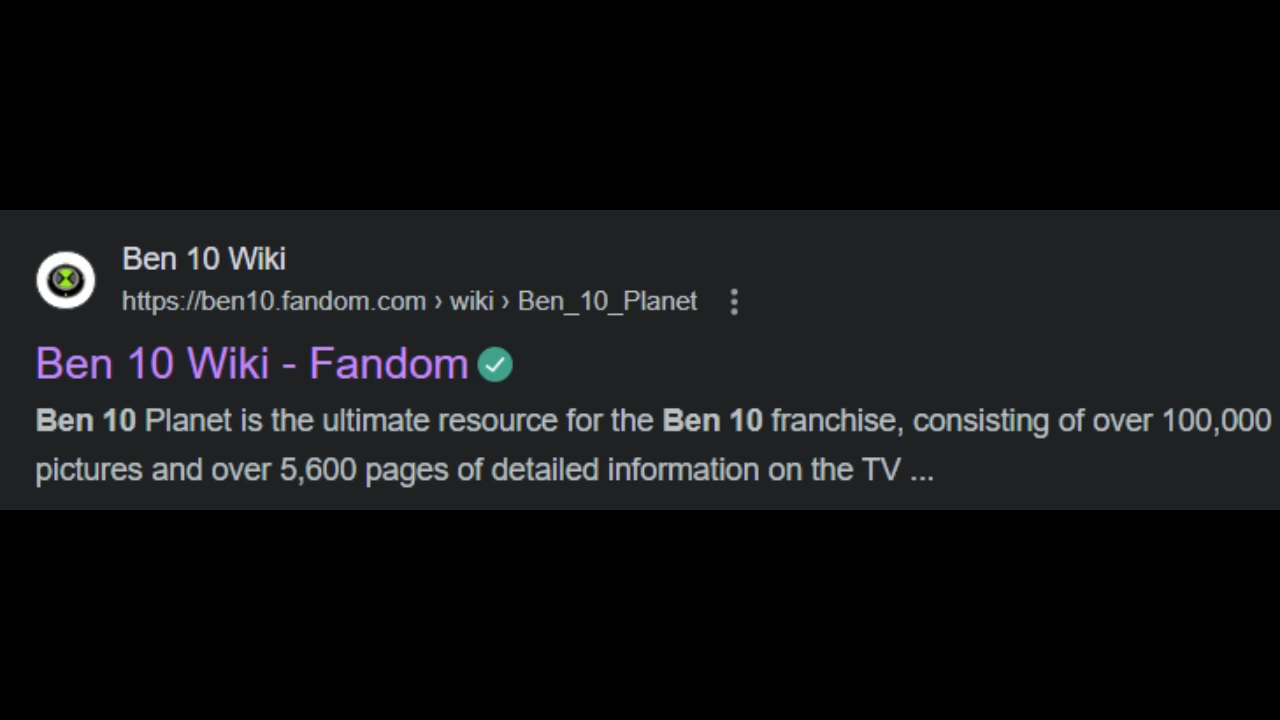 Ben 10 Wiki
https://ben10.fandom.com › wiki › Ben_10_Planet
Ben 10 Wiki - Fandom
Ben 10 Planet is the ultimate resource for the Ben 10 franchise, consisting of over 100,000
pictures and over 5,600 pages of detailed information on the TV ...